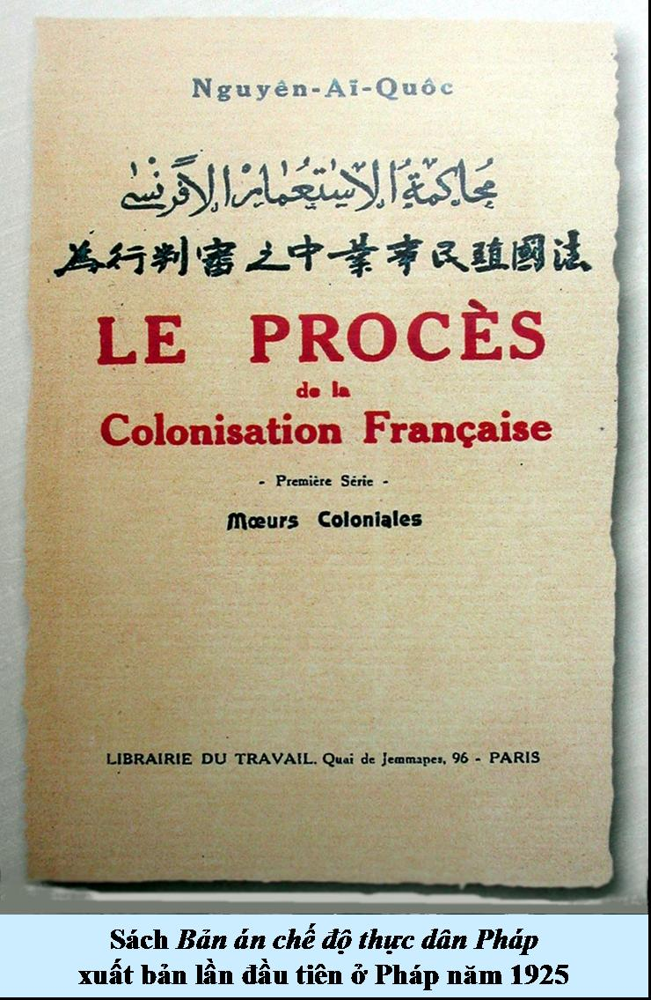 Nguyên-Aï-Quôc
محاكمة الاستعمار الافرنسى
法國殖民事業中之審判行為
LE PROCÈS
de la
Colonisation Française
- Première Série -
Mœurs Coloniales
LIBRAIRIE DU TRAVAIL. Quai de Jemmapes, 96 - PARIS
Sách Bản án chế độ thực dân Pháp
xuất bản lần đầu tiên ở Pháp năm 1925